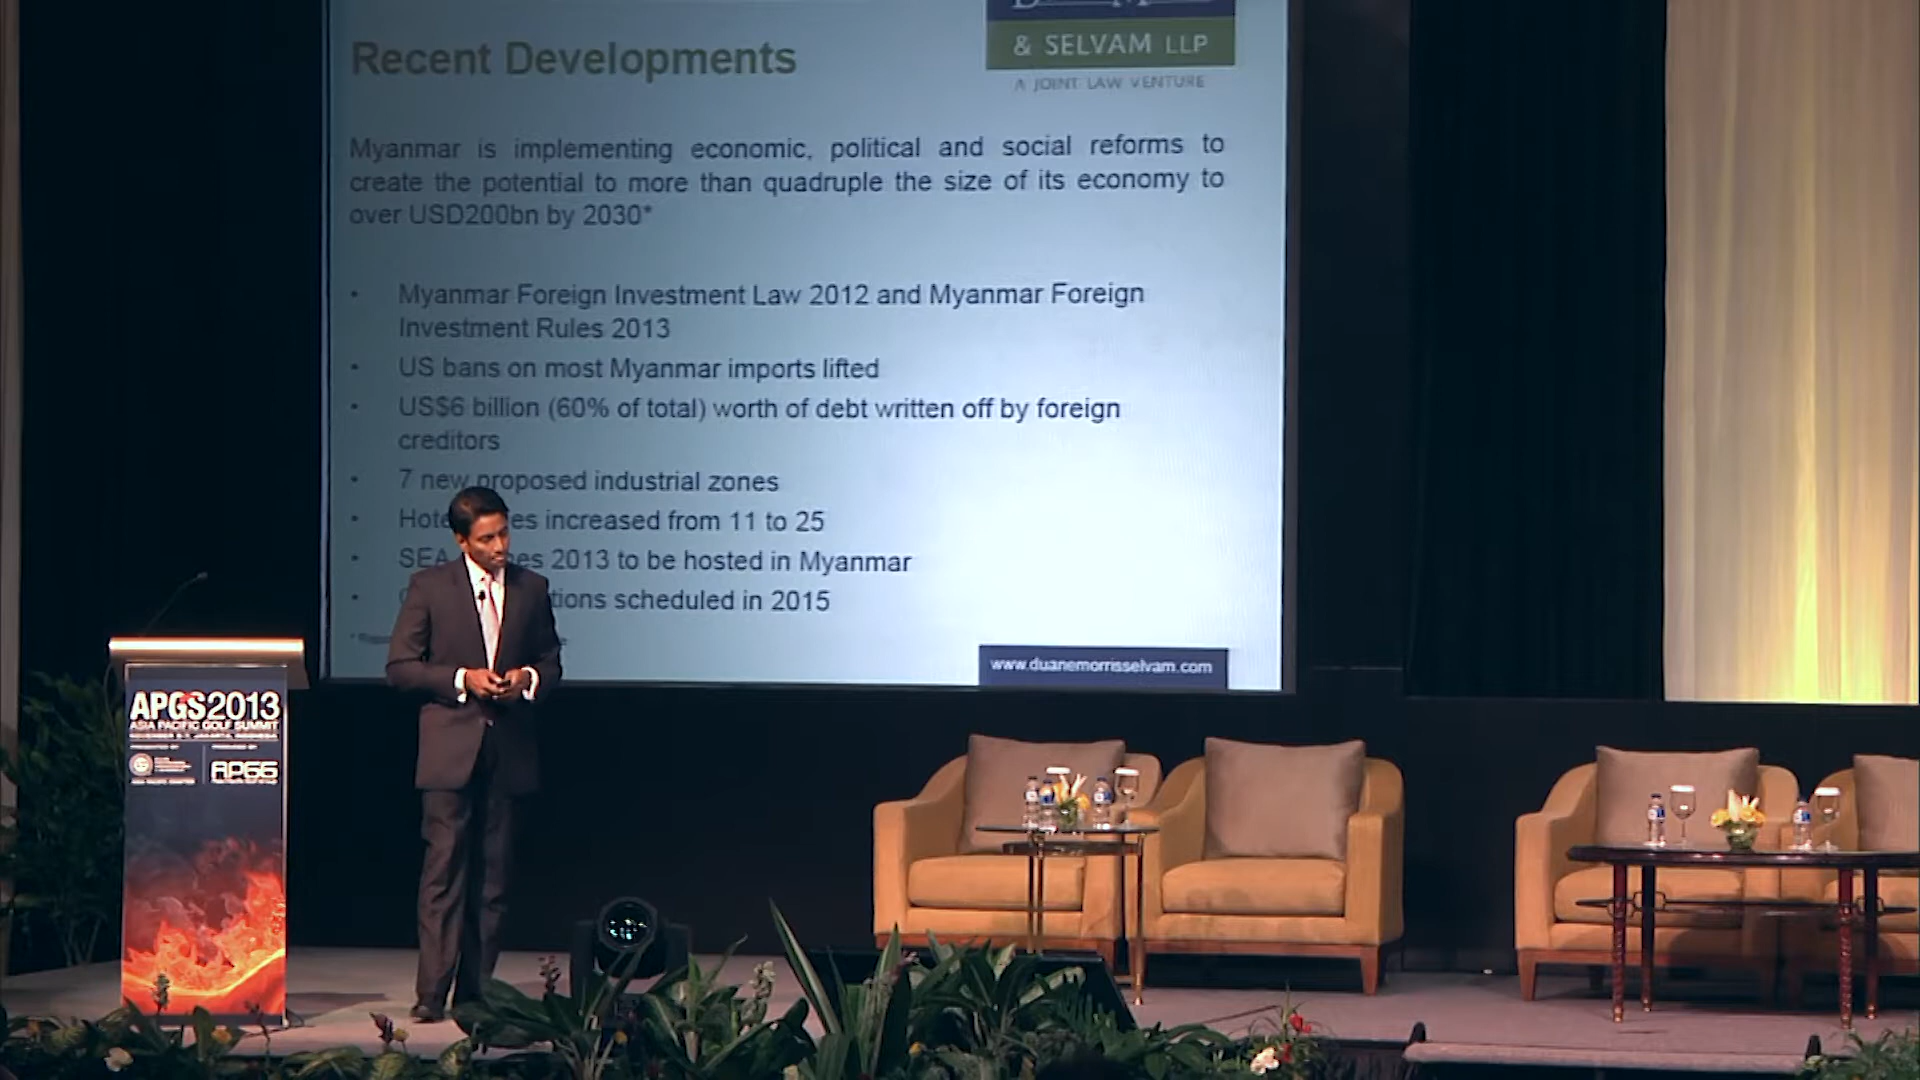 Recent Developments
& SELVAM LLP
A JOINT LAW VENTURE
Myanmar is implementing economic, political and social reforms to
create the potential to more than quadruple the size of its economy to
over USD200bn by 2030*
• Myanmar Foreign Investment Law 2012 and Myanmar Foreign
Investment Rules 2013
• US bans on most Myanmar imports lifted
• US$6 billion (60% of total) worth of debt written off by foreign
creditors
• 7 new proposed industrial zones
• increased from 11 to 25
• 2013 to be hosted in Myanmar
• scheduled in 2015
www.duanemorrisselvam.com
APGS2013
ASIA PACIFIC GOLF SUMMIT
PRESENTED BY
PRODUCED BY